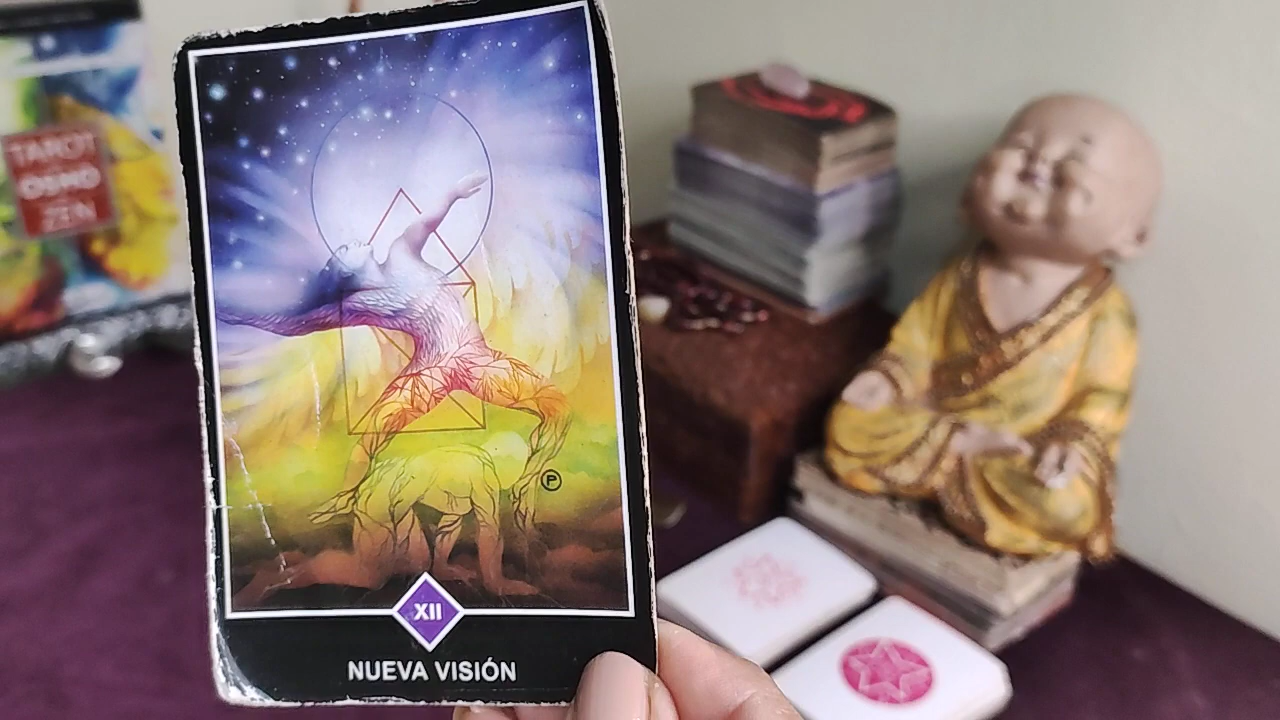 TAROT
OSHO
ZEN
P
XII
NUEVA VISIÓN